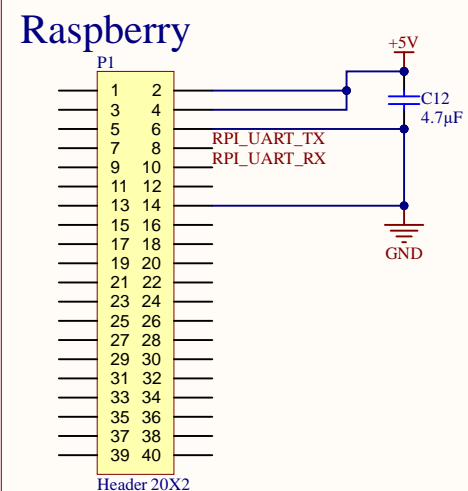 Raspberry
P1
+5V
1 2
3 4
C12
4.7µF
5 6
RPI_UART_TX
7 8
RPI_UART_RX
9 10
11 12
13 14
15 16
GND
17 18
19 20
21 22
23 24
25 26
27 28
29 30
31 32
33 34
35 36
37 38
39 40
Header 20X2